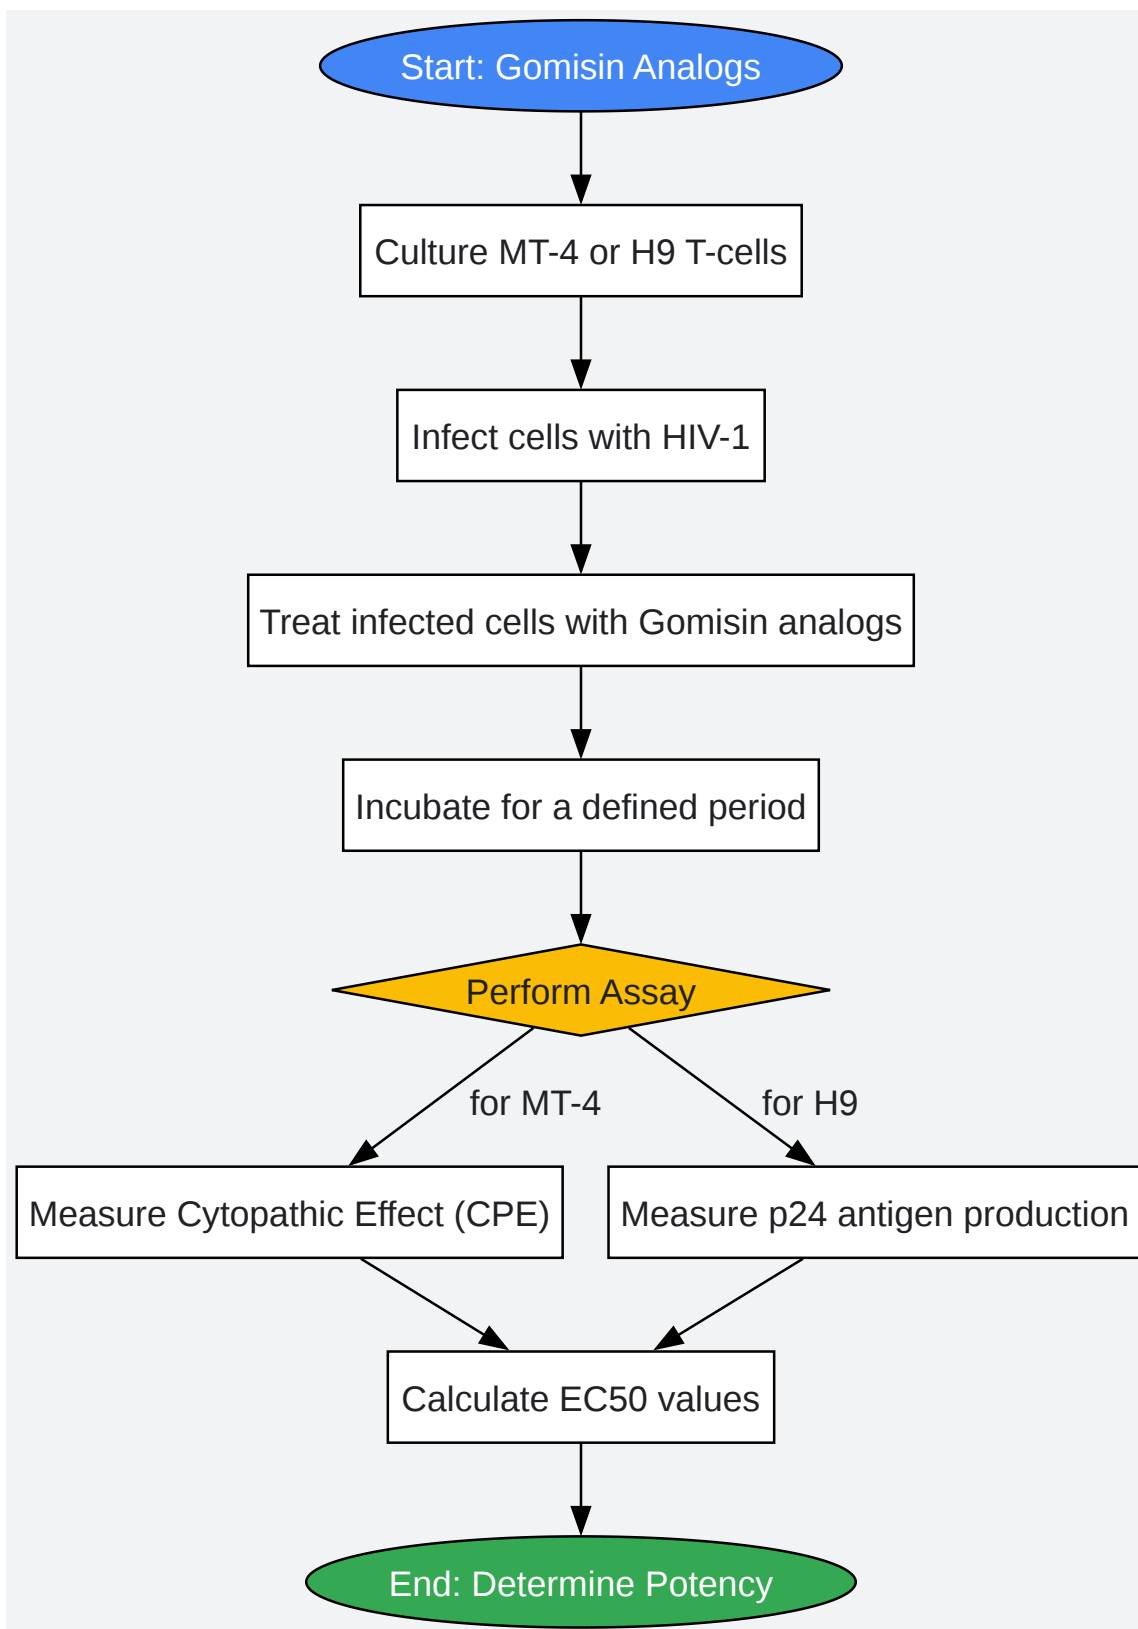 Start: Gomisin Analogs
Culture MT-4 or H9 T-cells
Infect cells with HIV-1
Treat infected cells with Gomisin analogs
Incubate for a defined period
Perform Assay
for MT-4
for H9
Measure Cytopathic Effect (CPE)
Measure p24 antigen production
Calculate EC50 values
End: Determine Potency